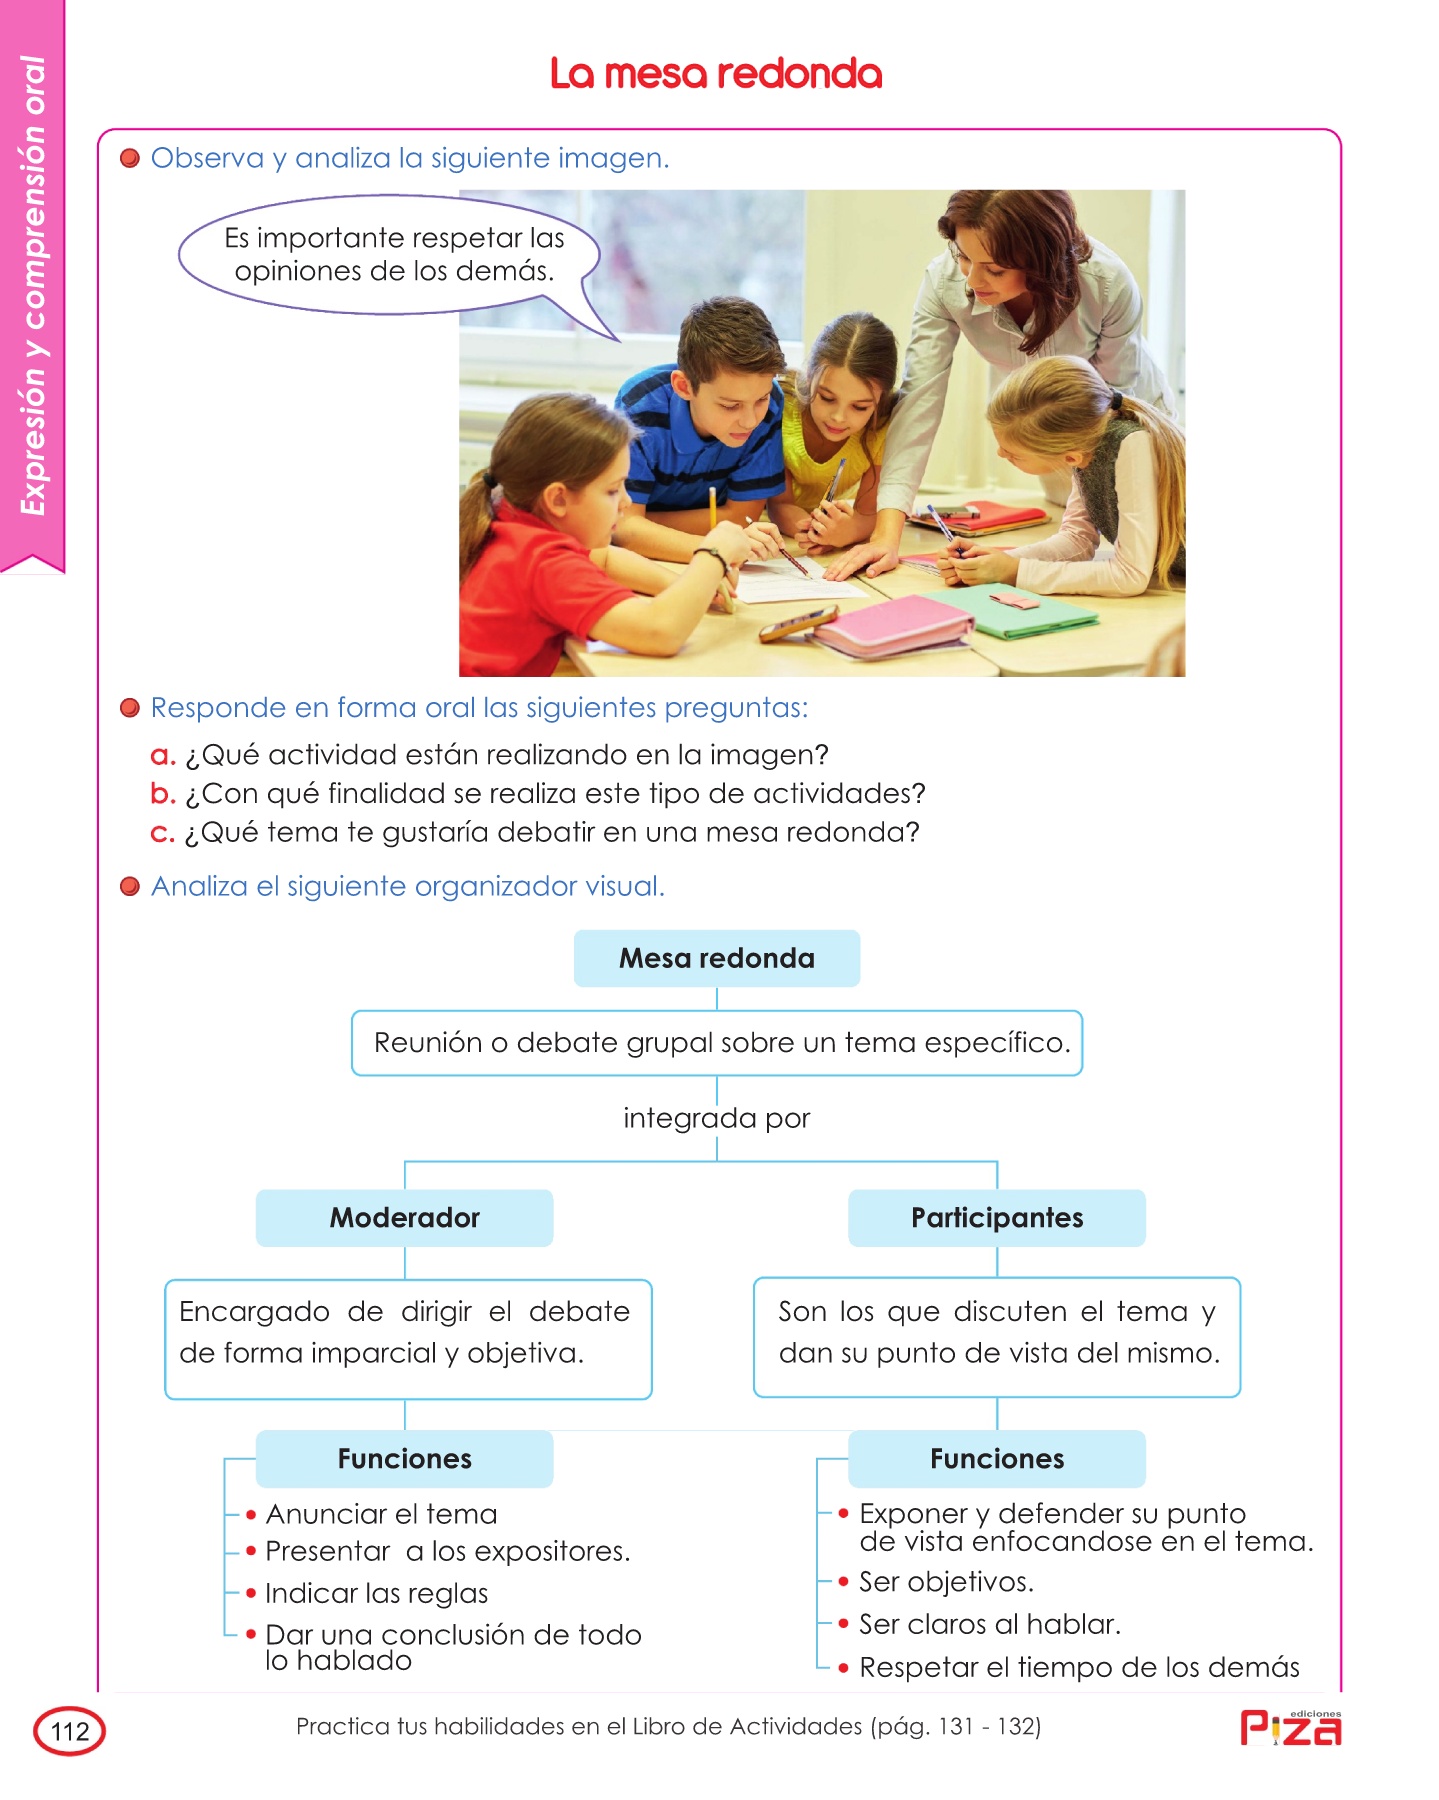 Expresión y comprensión oral
La mesa redonda
Observa y analiza la siguiente imagen.
Es importante respetar las
opiniones de los demás.
Responde en forma oral las siguientes preguntas:
a. ¿Qué actividad están realizando en la imagen?
b. ¿Con qué finalidad se realiza este tipo de actividades?
c. ¿Qué tema te gustaría debatir en una mesa redonda?
Analiza el siguiente organizador visual.
Mesa redonda
Reunión o debate grupal sobre un tema específico.
integrada por
Moderador
Encargado de dirigir el debate
de forma imparcial y objetiva.
Funciones
• Anunciar el tema
• Presentar a los expositores.
• Indicar las reglas
• Dar una conclusión de todo
lo hablado
Participantes
Son los que discuten el tema y
dan su punto de vista del mismo.
Funciones
• Exponer y defender su punto
de vista enfocandose en el tema.
• Ser objetivos.
• Ser claros al hablar.
• Respetar el tiempo de los demás
112
Practica tus habilidades en el Libro de Actividades (pág. 131 - 132)
ediciones
Piza